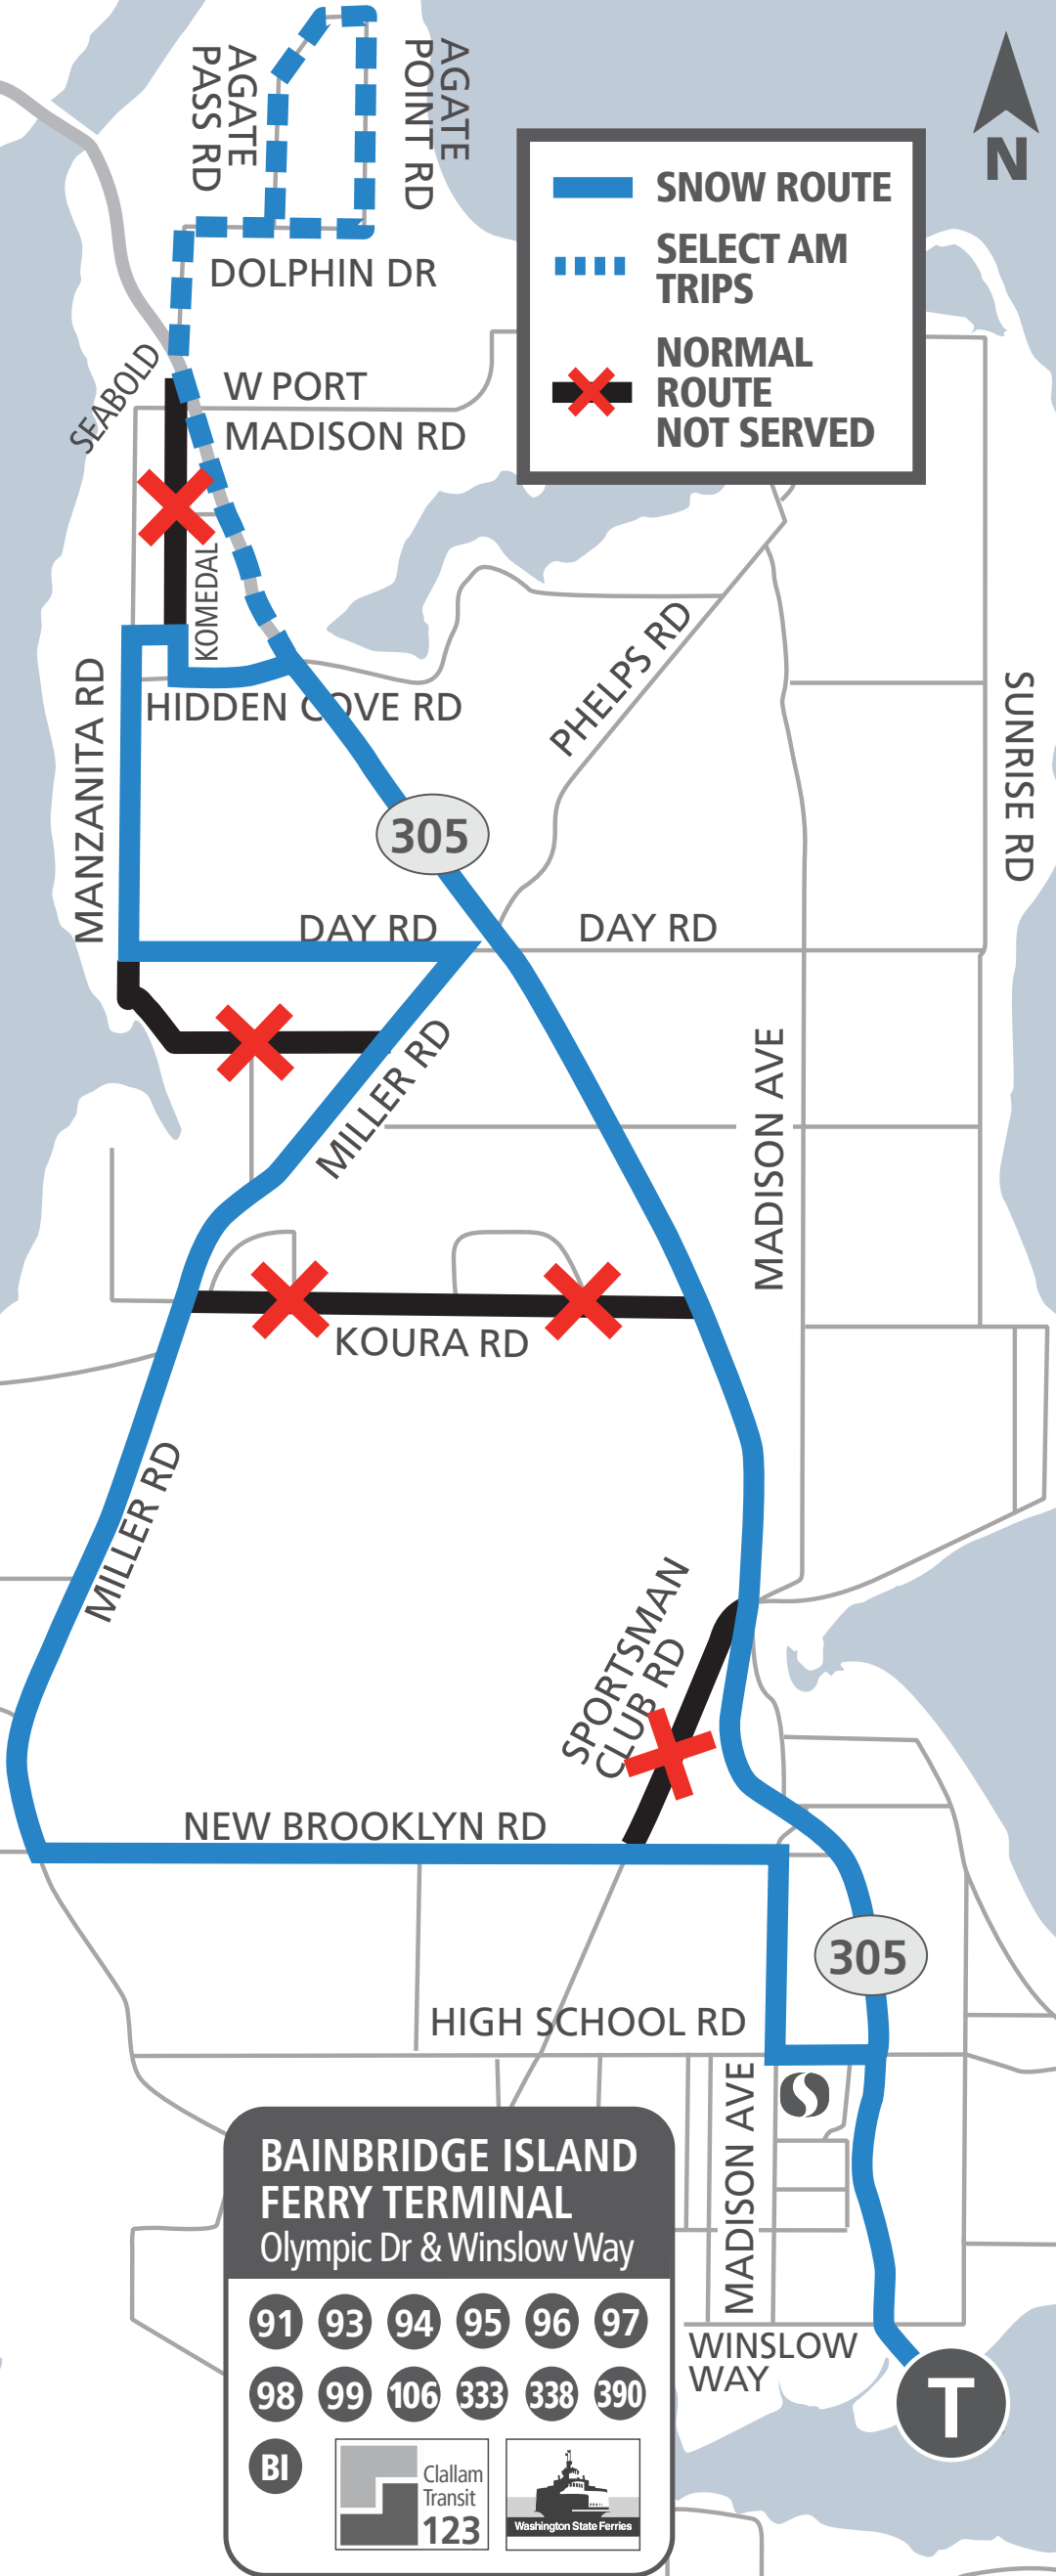 AGATE
PASS RD
AGATE
POINT RD
N
SNOW ROUTE
SELECT AM
TRIPS
NORMAL
ROUTE
NOT SERVED
DOLPHIN DR
SEABOLD
W PORT
MADISON RD
KOMEDAL
PHELPS RD
MANZANITA RD
HIDDEN COVE RD
SUNRISE RD
305
DAY RD
DAY RD
MILLER RD
MADISON AVE
KOURA RD
MILLER RD
SPORTSMAN
CLUB RD
NEW BROOKLYN RD
305
HIGH SCHOOL RD
MADISON AVE
BAINBRIDGE ISLAND
FERRY TERMINAL
Olympic Dr & Winslow Way
91 93 94 95 96 97
98 99 106 333 338 390
BI
Clallam
Transit
123
Washington State Ferries
WINSLOW
WAY
T